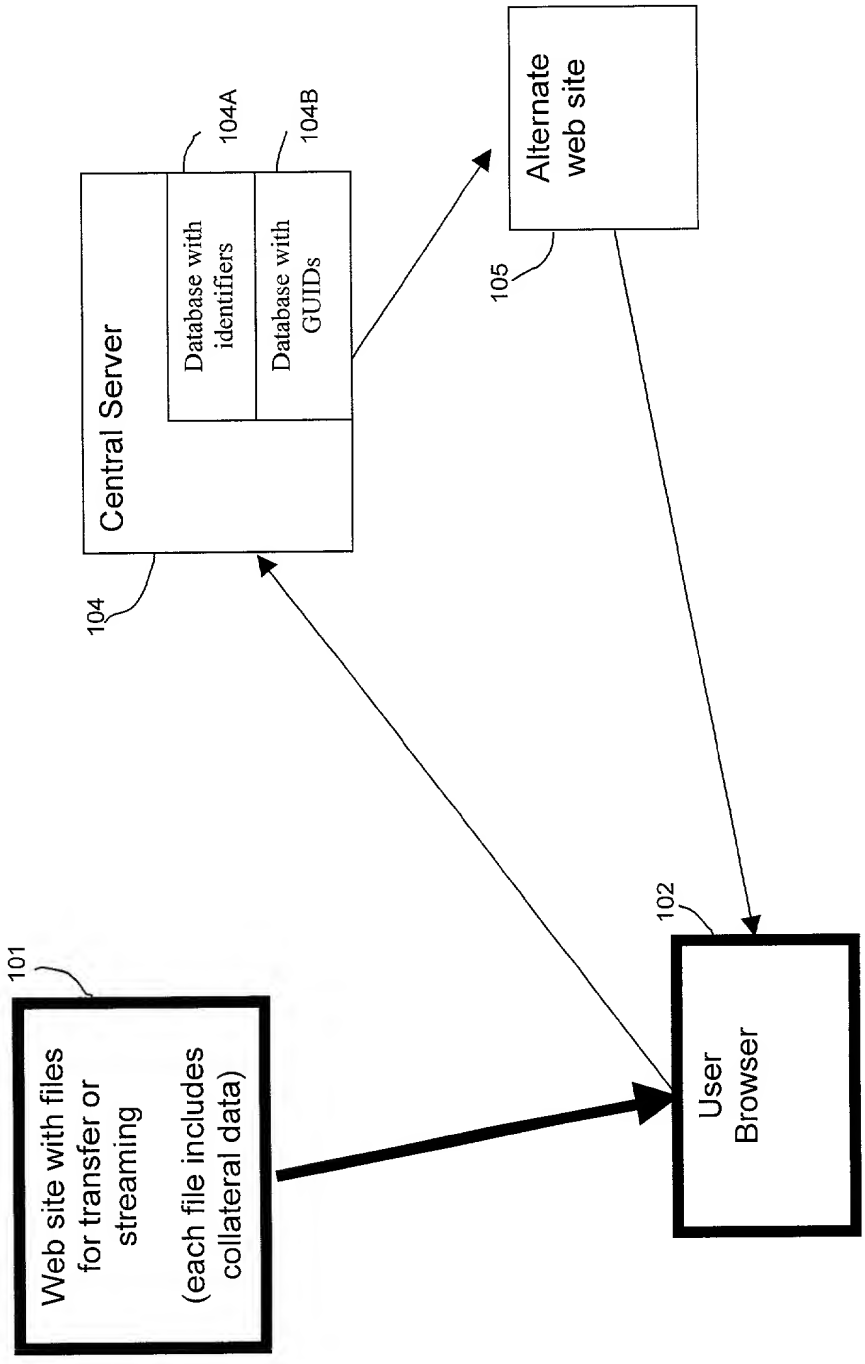 101
Web site with files
for transfer or
streaming
(each file includes
collateral data)
102
User
Browser
104
Central Server
Database with
identifiers
104A
Database with
GUIDs
104B
105
Alternate
web site